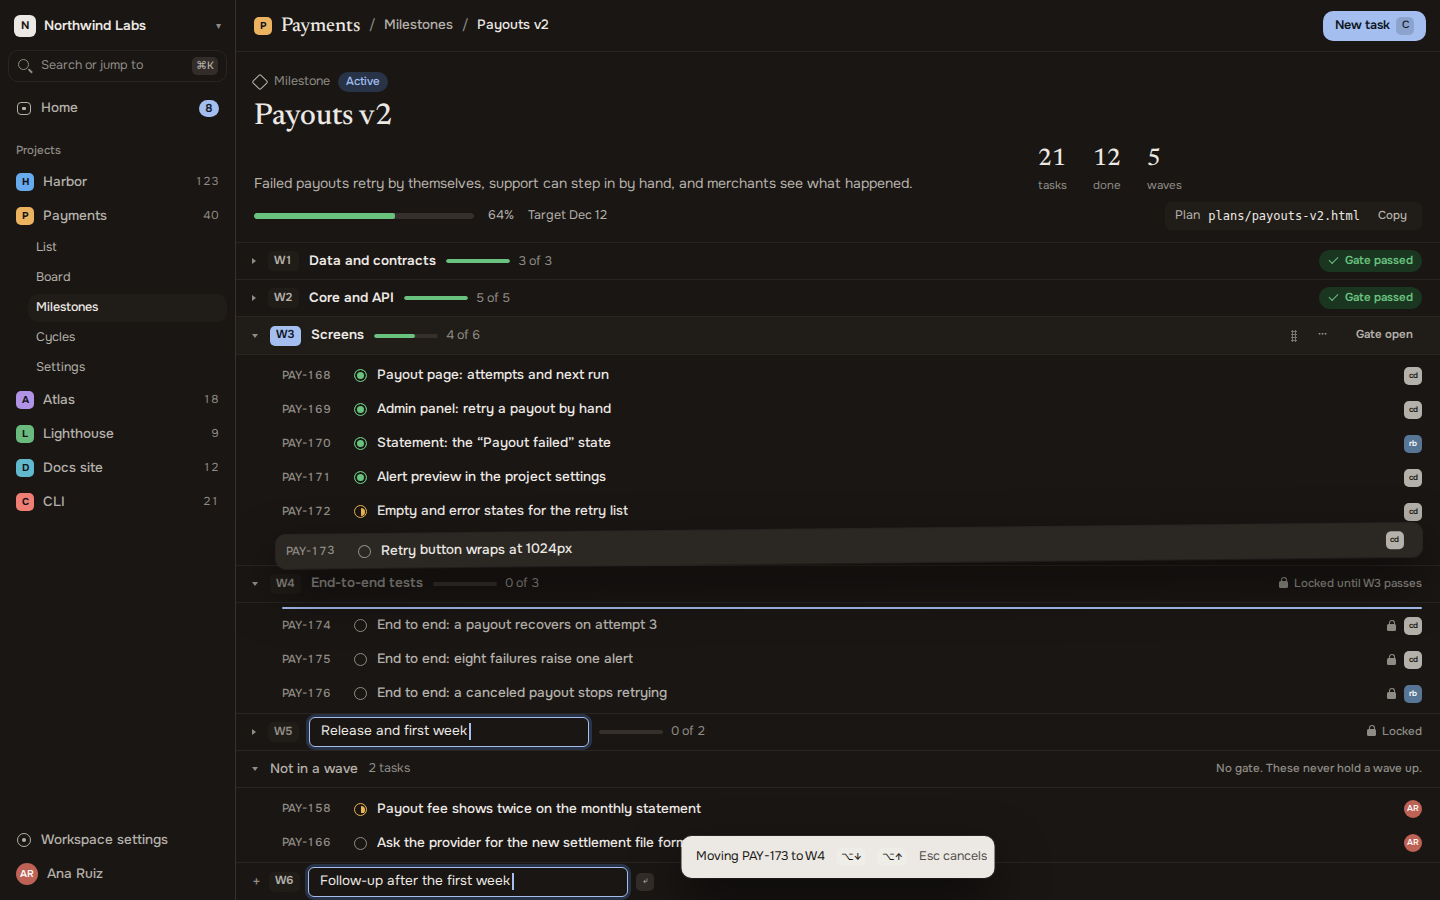 N Northwind Labs
Search or jump to ⌘K
Home 8
Projects
H Harbor 123
P Payments 40
List
Board
Milestones
Cycles
Settings
A Atlas 18
L Lighthouse 9
D Docs site 12
C CLI 21
Workspace settings
AR Ana Ruiz
P Payments / Milestones / Payouts v2
New task C
Milestone Active
Payouts v2
Failed payouts retry by themselves, support can step in by hand, and merchants see what happened.
21 12 5
tasks done waves
64% Target Dec 12
Plan plans/payouts-v2.html Copy
W1 Data and contracts 3 of 3 Gate passed
W2 Core and API 5 of 5 Gate passed
W3 Screens 4 of 6 Gate open
PAY-168 Payout page: attempts and next run cd
PAY-169 Admin panel: retry a payout by hand cd
PAY-170 Statement: the “Payout failed” state rb
PAY-171 Alert preview in the project settings cd
PAY-172 Empty and error states for the retry list cd
PAY-173 Retry button wraps at 1024px cd
W4 End-to-end tests 0 of 3 Locked until W3 passes
PAY-174 End to end: a payout recovers on attempt 3 cd
PAY-175 End to end: eight failures raise one alert cd
PAY-176 End to end: a canceled payout stops retrying rb
W5 Release and first week 0 of 2 Locked
Not in a wave 2 tasks No gate. These never hold a wave up.
PAY-158 Payout fee shows twice on the monthly statement AR
PAY-166 Ask the provider for the new settlement file AR
Moving PAY-173 to W4 ⌥↓ ⌥↑ Esc cancels
+ W6 Follow-up after the first week